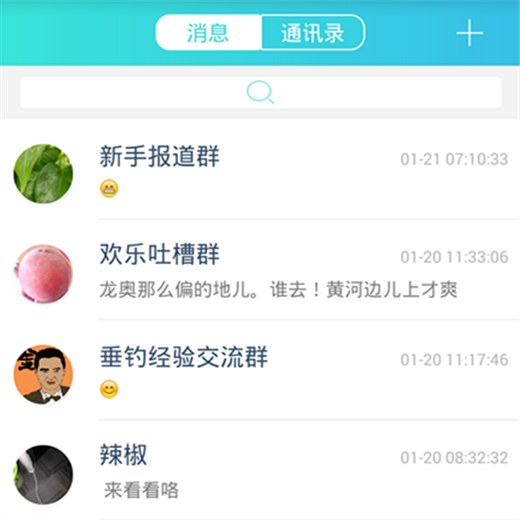 消息 通讯录
新手报道群 01-21 07:10:33
😁
欢乐吐槽群 01-20 11:33:06
龙奥那么偏的地儿。谁去！黄河边儿上才爽
垂钓经验交流群 01-20 11:17:46
😊
辣椒 01-20 08:32:32
来看看咯